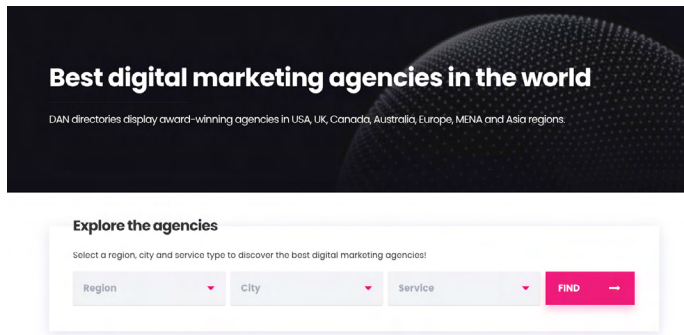 Best digital marketing agencies in the world
DAN directories display award-winning agencies in USA, UK, Canada, Australia, Europe, MENA and Asia regions.
Explore the agencies
Select a region, city and service type to discover the best digital marketing agencies!
Region
City
Service
FIND